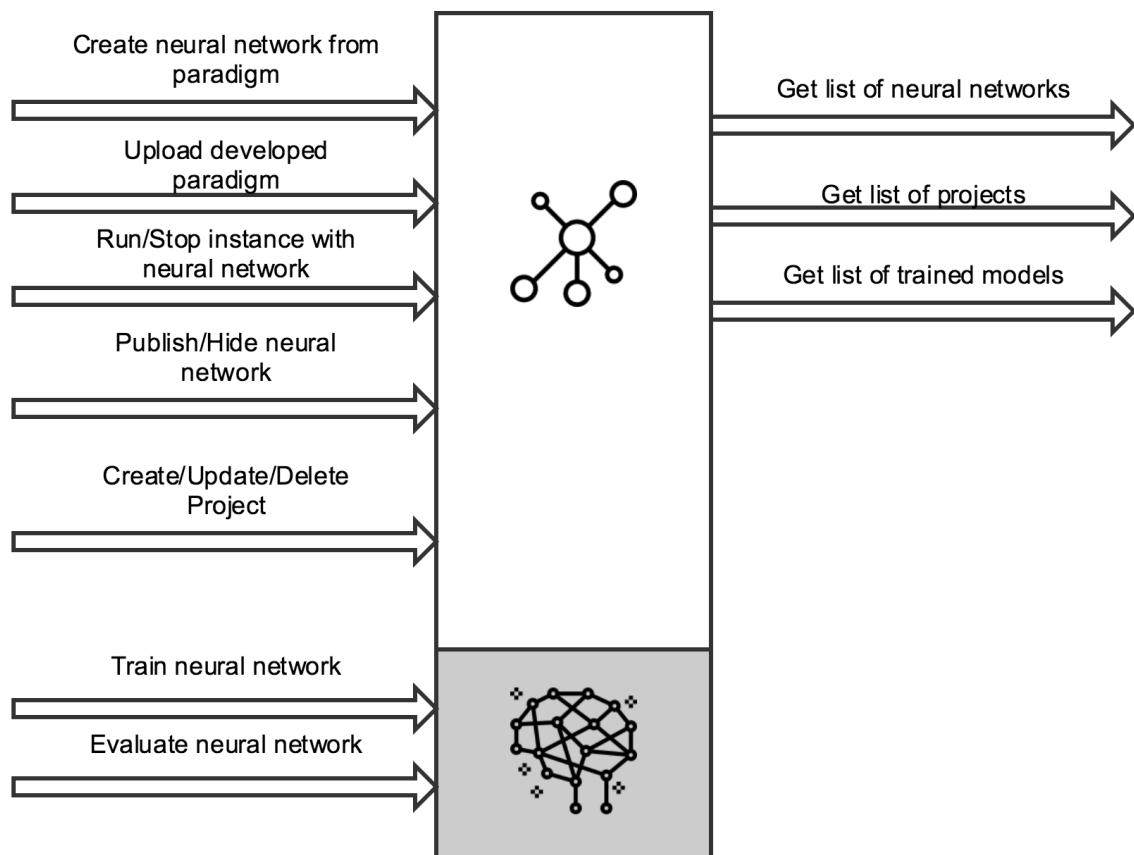 Create neural network from
paradigm
Upload developed
paradigm
Run/Stop instance with
neural network
Publish/Hide neural
network
Create/Update/Delete
Project
Train neural network
Evaluate neural network
Get list of neural networks
Get list of projects
Get list of trained models